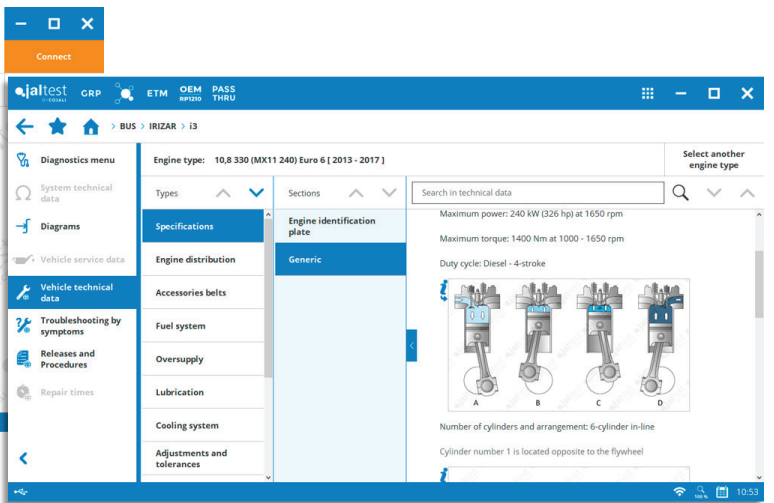 Connect
jaltest
BY COJALI
GRP
ETM
OEM
RP1210
PASS
THRU
> BUS > IRIZAR > i3
Diagnostics menu
System technical
data
Diagrams
Vehicle service data
Vehicle technical
data
Troubleshooting by
symptoms
Releases and
Procedures
Repair times
Engine type: 10,8 330 (MX11 240) Euro 6 [ 2013 - 2017 ]
Select another
engine type
Types
Specifications
Engine distribution
Accessories belts
Fuel system
Oversupply
Lubrication
Cooling system
Adjustments and
tolerances
Sections
Engine identification
plate
Generic
Search in technical data
Maximum power: 240 kW (326 hp) at 1650 rpm
Maximum torque: 1400 Nm at 1000 - 1650 rpm
Duty cycle: Diesel - 4-stroke
A B C D
Number of cylinders and arrangement: 6-cylinder in-line
Cylinder number 1 is located opposite to the flywheel
100 %
10:53